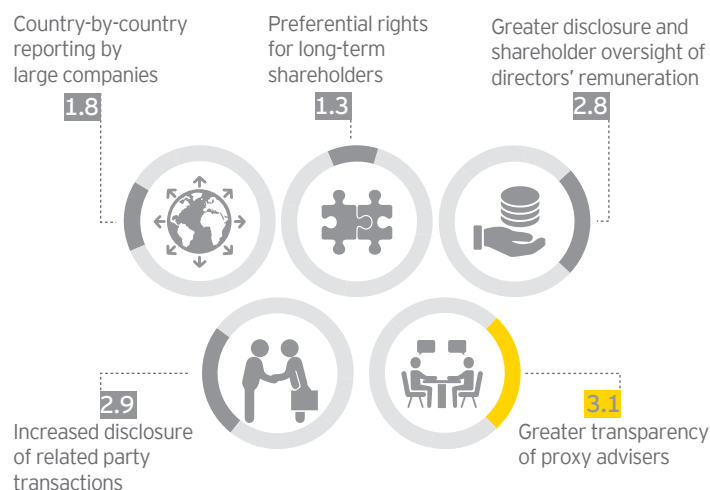 Country-by-country
reporting by
large companies
1.8
Preferential rights
for long-term
shareholders
1.3
Greater disclosure and
shareholder oversight of
directors' remuneration
2.8
2.9
Increased disclosure
of related party
transactions
3.1
Greater transparency
of proxy advisers